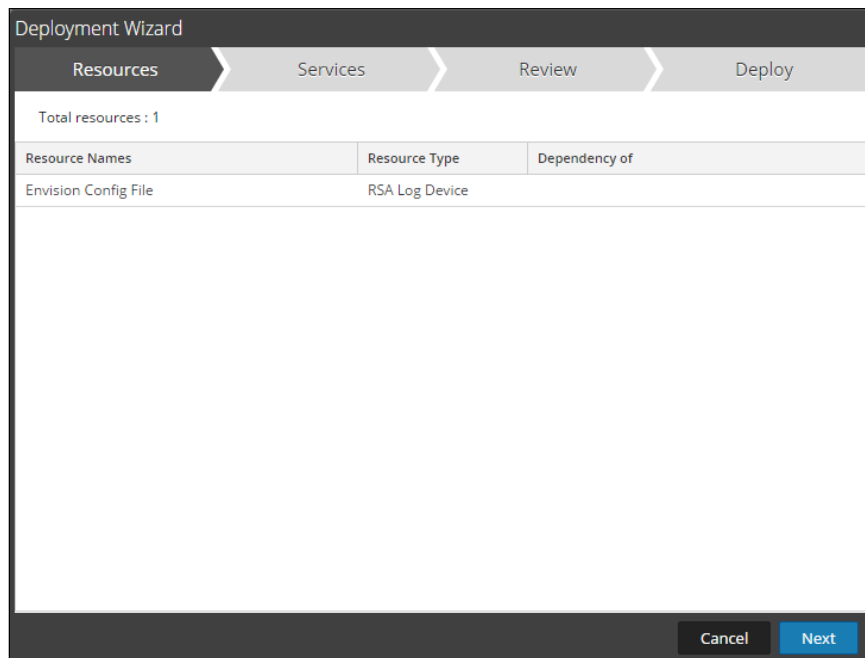 Deployment Wizard
Resources Services Review Deploy
Total resources : 1
Resource Names Resource Type Dependency of
Envision Config File RSA Log Device
Cancel Next